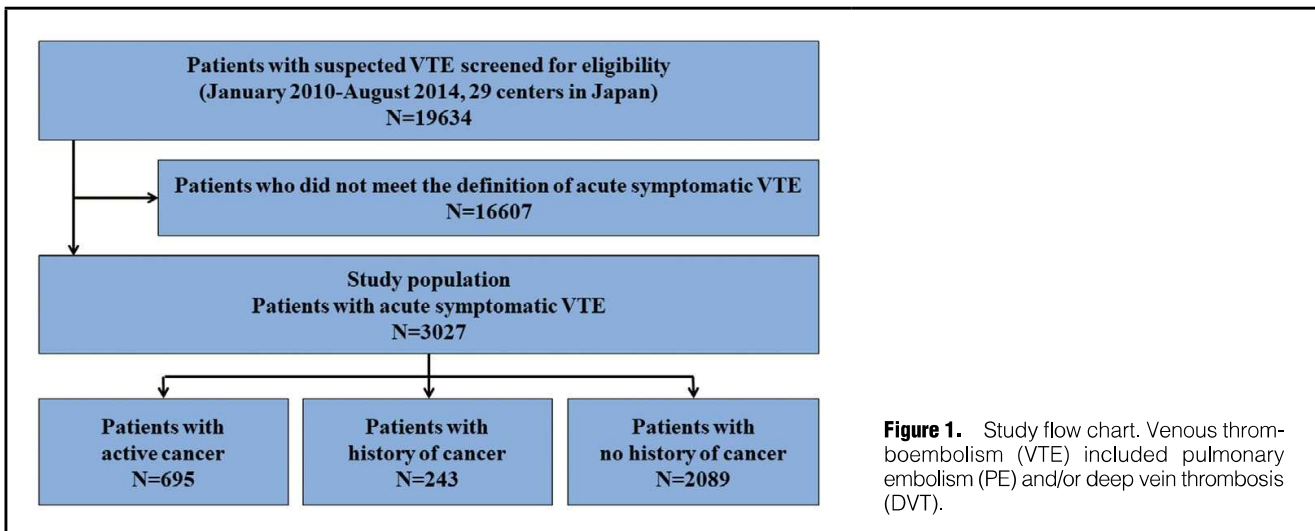 Patients with suspected VTE screened for eligibility
(January 2010-August 2014, 29 centers in Japan)
N=19634
Patients who did not meet the definition of acute symptomatic VTE
N=16607
Study population
Patients with acute symptomatic VTE
N=3027
Patients with
active cancer
N=695
Patients with
history of cancer
N=243
Patients with
no history of cancer
N=2089
Figure 1. Study flow chart. Venous throm-
boembolism (VTE) included pulmonary
embolism (PE) and/or deep vein thrombosis
(DVT).